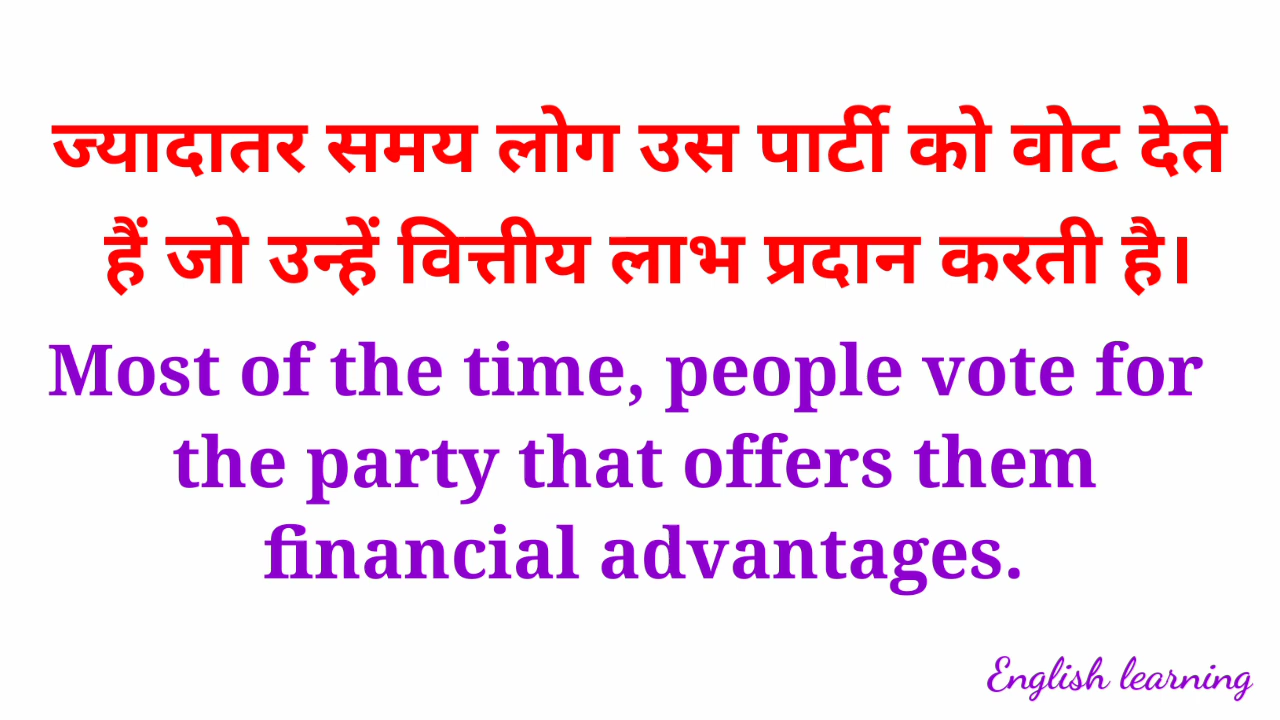 ज्यादातर समय लोग उस पार्टी को वोट देते
हैं जो उन्हें वित्तीय लाभ प्रदान करती है।
Most of the time, people vote for
the party that offers them
financial advantages.
English learning